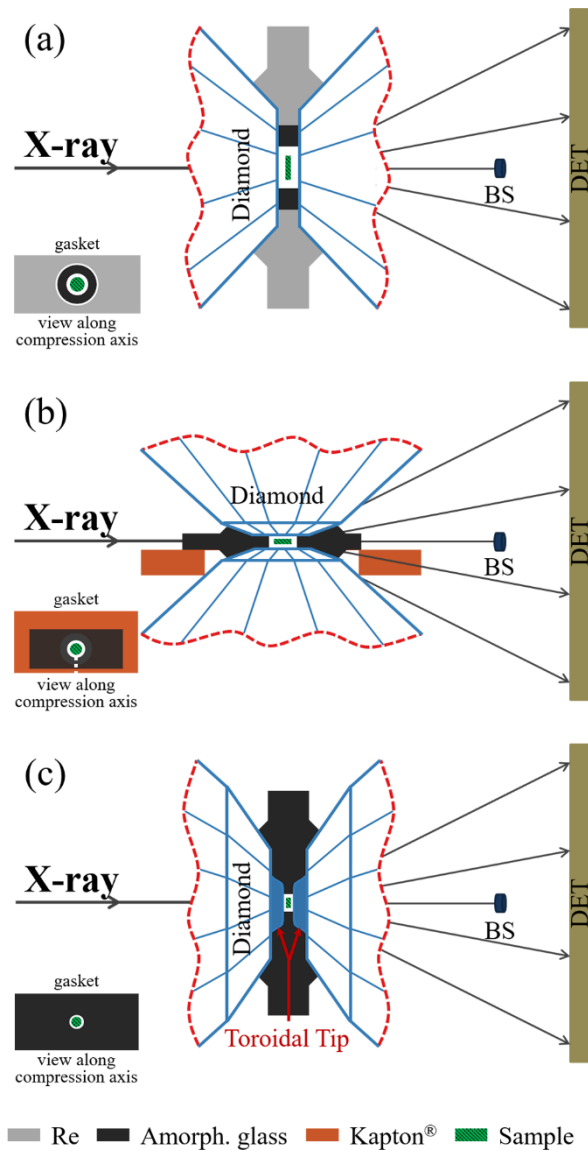 (a)
X-ray
Diamond
BS
DET
gasket
view along
compression axis
(b)
Diamond
X-ray
BS
DET
gasket
view along
compression axis
(c)
X-ray
Diamond
BS
DET
gasket
view along
compression axis
Toroidal Tip
Re Amorph. glass Kapton® Sample